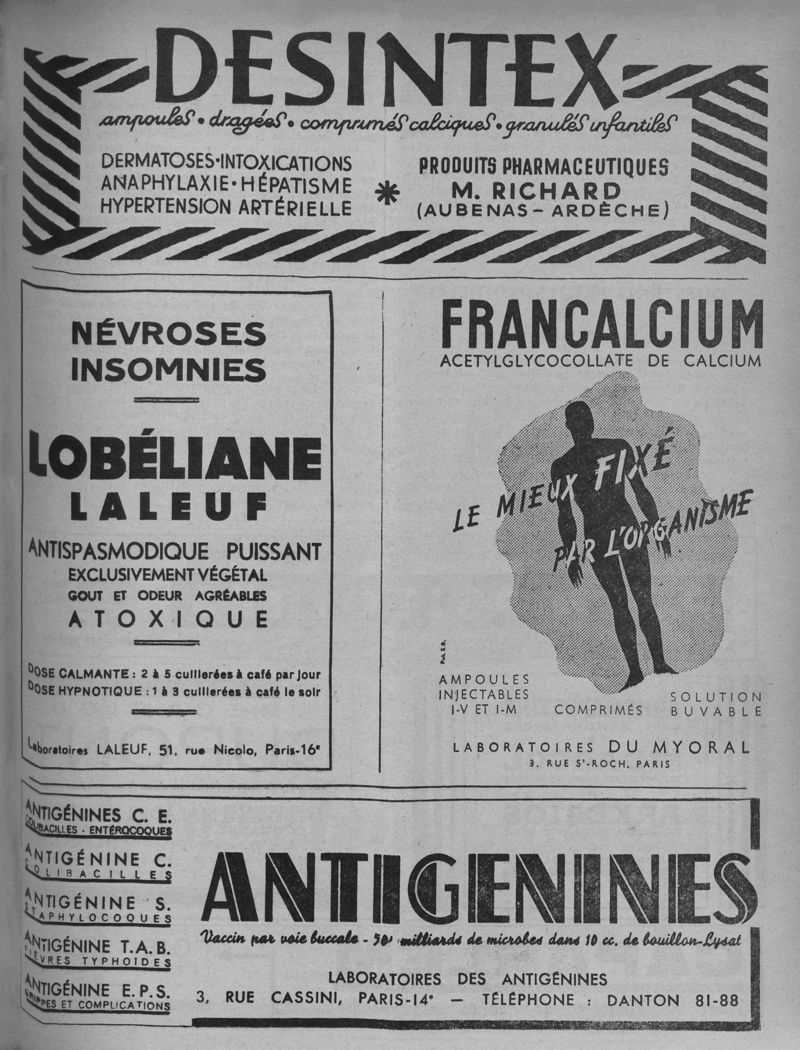 DESINTEX
ampoules • dragées • comprimés calciques • granulés infantiles
DERMATOSES • INTOXICATIONS
ANAPHYLAXIE • HÉPATISME
HYPERTENSION ARTÉRIELLE
*
PRODUITS PHARMACEUTIQUES
M. RICHARD
(AUBENAS - ARDÈCHE)
NÉVROSES
INSOMNIES
LOBÉLIANE
LALEUF
ANTISPASMODIQUE PUISSANT
EXCLUSIVEMENT VÉGÉTAL
GOUT ET ODEUR AGRÉABLES
ATOXIQUE
DOSE CALMANTE : 2 à 5 cuillerées à café par jour
DOSE HYPNOTIQUE : 1 à 3 cuillerées à café le soir
Laboratoires LALEUF, 51, rue Nicolo, Paris-16e
FRANCALCIUM
ACETYLGLYCOCOLLATE DE CALCIUM
LE MIEUX FIXÉ
PAR L'ORGANISME
AMPOULES
INJECTABLES
I-V ET I-M
COMPRIMÉS
SOLUTION
BUVABLE
LABORATOIRES DU MYORAL
3, RUE St-ROCH, PARIS
ANTIGÉNINES C. E.
COLIBACILLES - ENTÉROCOQUES
ANTIGÉNINE C.
COLIBACILLES
ANTIGÉNINE S.
STAPHYLOCOQUES
ANTIGÉNINE T.A.B.
FIÈVRES TYPHOIDES
ANTIGÉNINE E.P.S.
GRIPPES ET COMPLICATIONS
ANTIGENINES
Vaccin par voie buccale - 50 milliards de microbes dans 10 cc. de bouillon-Lysat
LABORATOIRES DES ANTIGÉNINES
3, RUE CASSINI, PARIS-14e — TÉLÉPHONE : DANTON 81-88